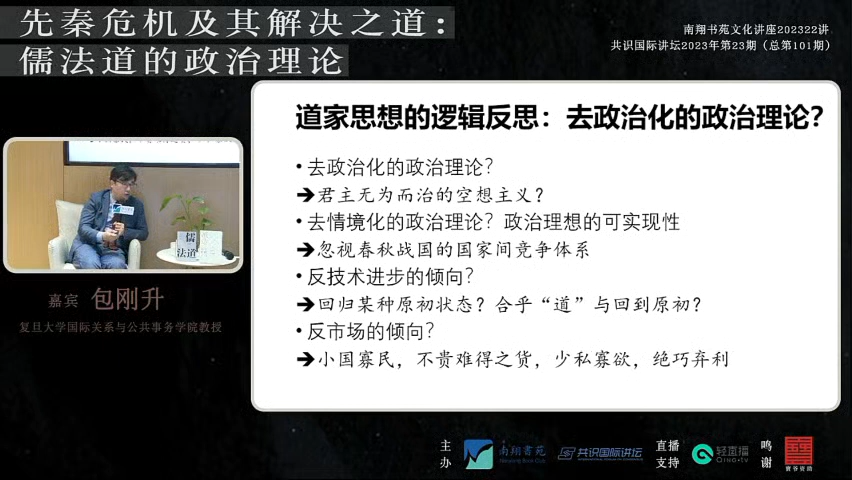 先秦危机及其解决之道：
儒法道的政治理论
南翔书苑文化讲座202322讲
共识国际讲坛2023年第23期（总第101期）
道家思想的逻辑反思：去政治化的政治理论？
•去政治化的政治理论？
➔君主无为而治的空想主义？
•去情境化的政治理论？政治理想的可实现性
➔忽视春秋战国的国家间竞争体系
•反技术进步的倾向？
➔回归某种原初状态？合乎“道”与回到原初？
•反市场的倾向？
➔小国寡民，不贵难得之货，少私寡欲，绝巧弃利
儒
法道
嘉宾 包刚升
复旦大学国际关系与公共事务学院教授
主办
南翔書苑
共识国际讲坛
直播支持
轻直播
Qing·tv
鸣谢